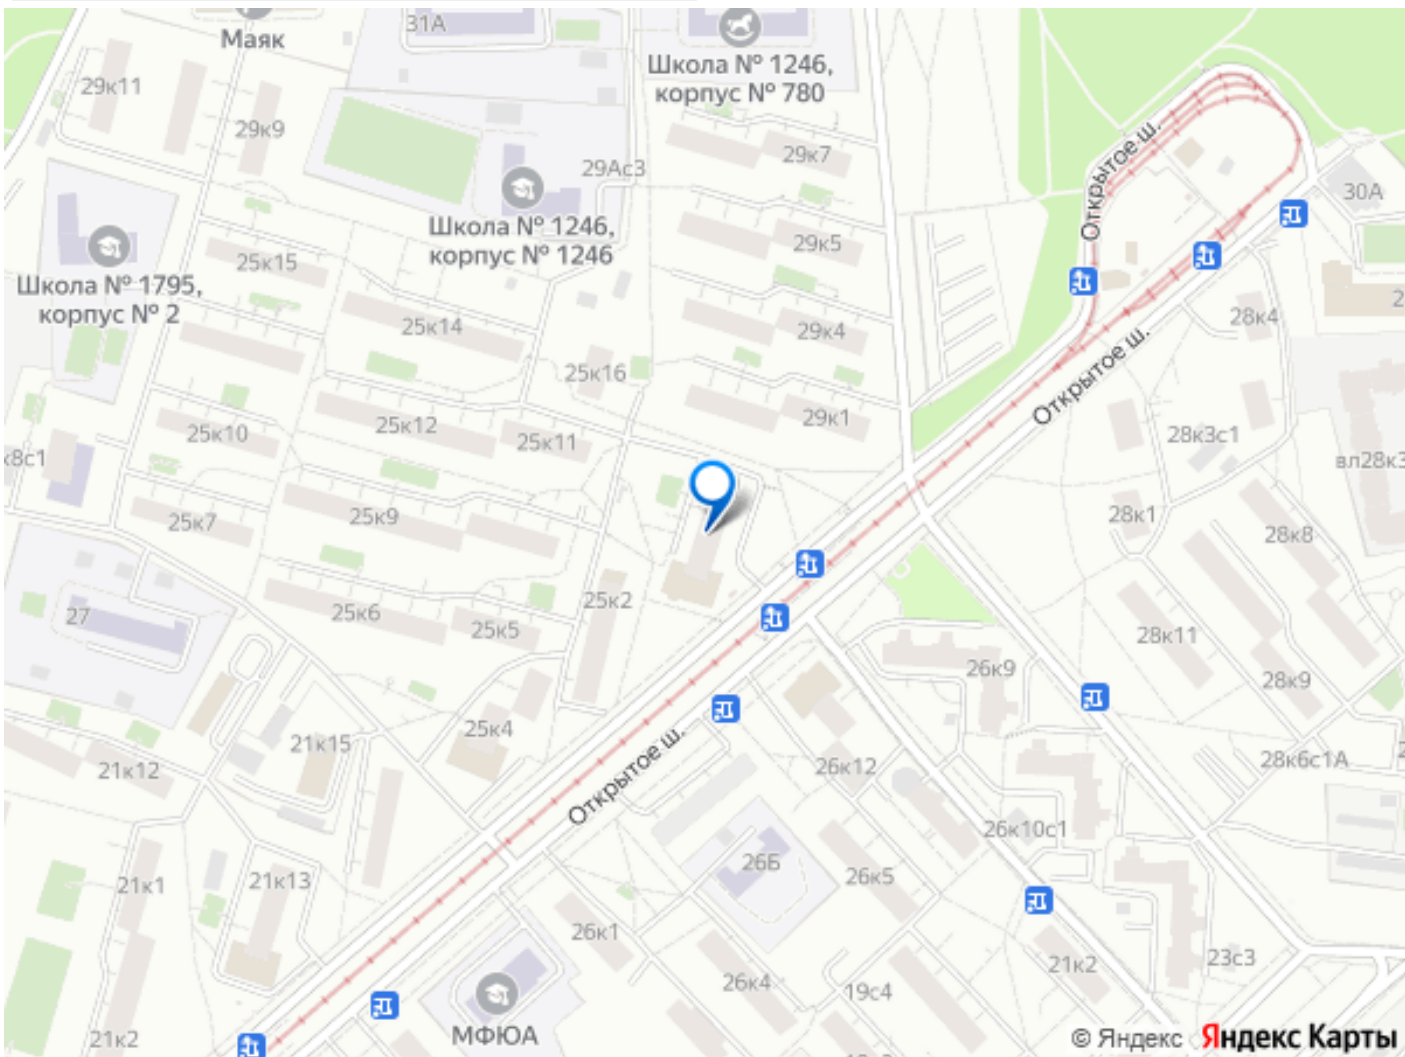 Маяк
31А
Школа № 1246,
корпус № 780
29к11
29к9
29к7
29Ас3
30А
Открытое ш.
Школа № 1246,
корпус № 1246
29к5
Школа № 1795,
корпус № 2
25к15
25к14
29к4
28к4
Открытое ш.
25к16
25к10
25к12
25к11
29к1
28к3с1
к8с1
вл28к3
25к7
25к9
28к1
28к8
27
25к6
25к5
25к2
28к11
26к9
28к9
25к4
21к15
21к12
Открытое ш.
26к12
28к6с1А
26к10с1
21к1
21к13
26Б
26к5
26к1
26к4
19с4
21к2
23с3
МФЮА
21к2
© Яндекс Яндекс Карты